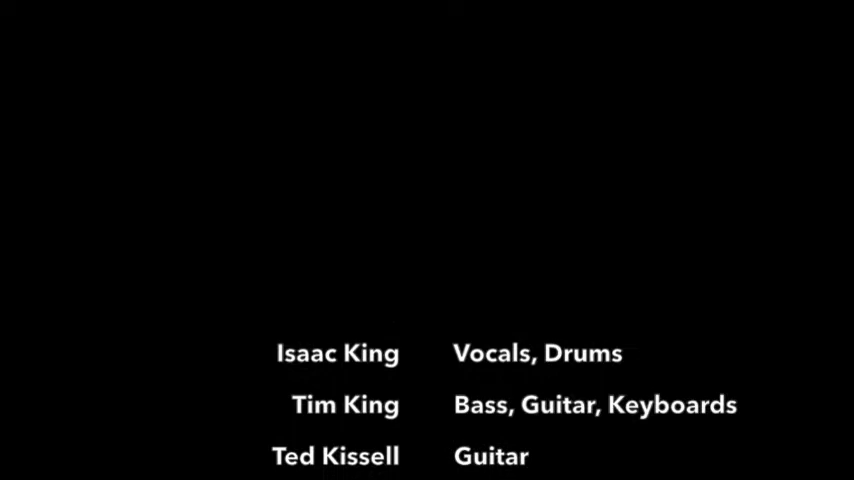 Isaac King Vocals, Drums
Tim King Bass, Guitar, Keyboards
Ted Kissell Guitar